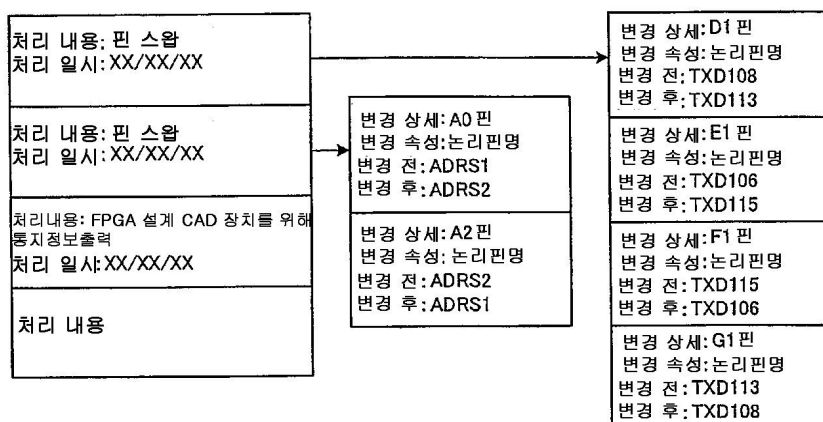 처리 내용: 핀 스왑
처리 일시: XX/XX/XX
처리 내용: 핀 스왑
처리 일시: XX/XX/XX
처리내용: FPGA 설계 CAD 장치를 위해
통지정보출력
처리 일시: XX/XX/XX
처리 내용
변경 상세: A0 핀
변경 속성: 논리핀명
변경 전: ADRS1
변경 후: ADRS2
변경 상세: A2 핀
변경 속성: 논리핀명
변경 전: ADRS2
변경 후: ADRS1
변경 상세: D1 핀
변경 속성: 논리핀명
변경 전: TXD108
변경 후: TXD113
변경 상세: E1 핀
변경 속성: 논리핀명
변경 전: TXD106
변경 후: TXD115
변경 상세: F1 핀
변경 속성: 논리핀명
변경 전: TXD115
변경 후: TXD106
변경 상세: G1 핀
변경 속성: 논리핀명
변경 전: TXD113
변경 후: TXD108